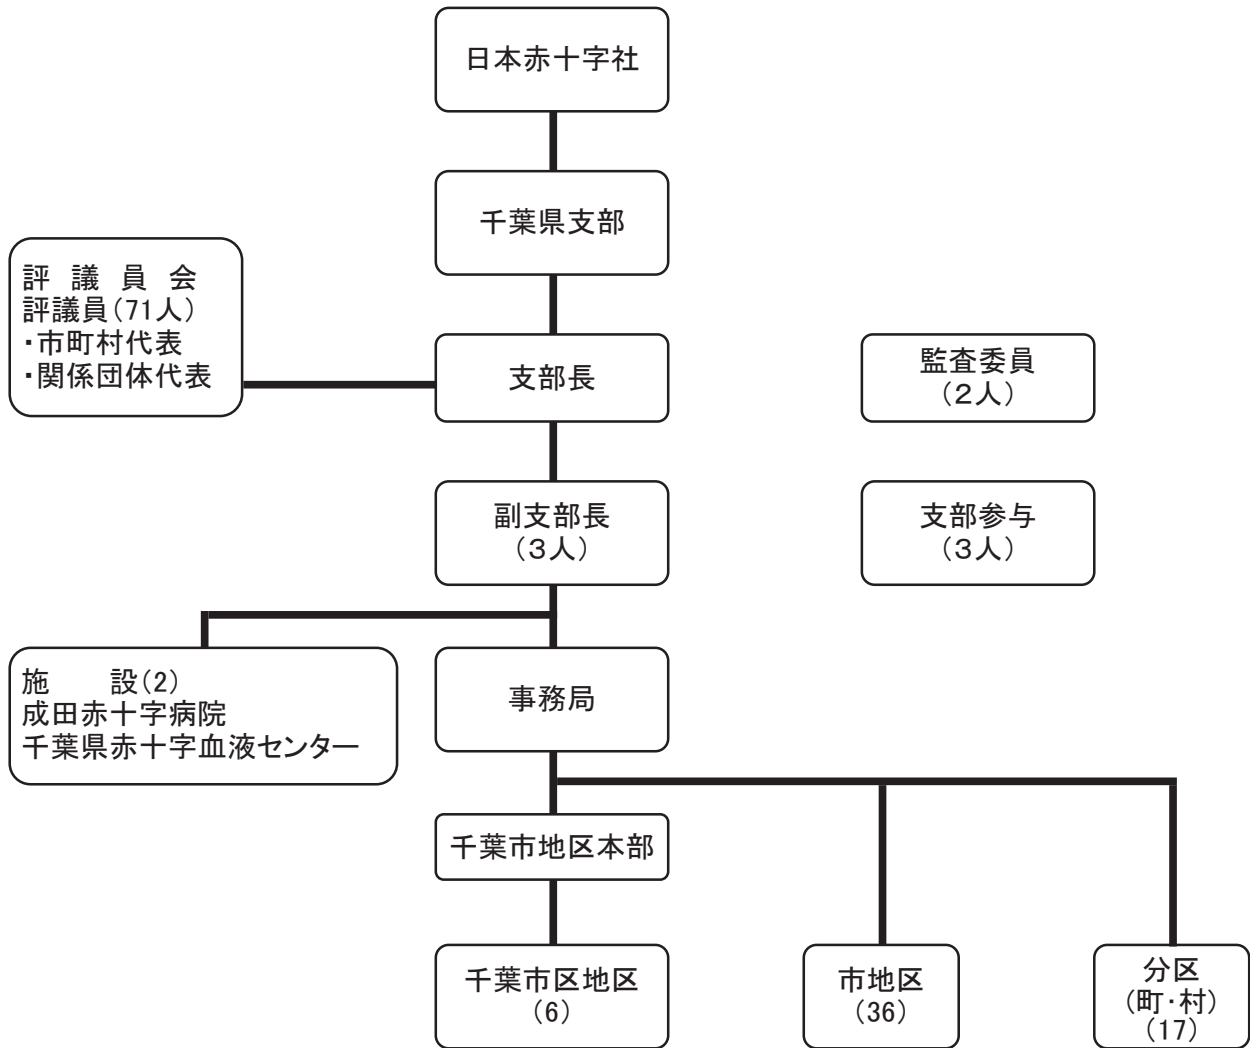 日本赤十字社
千葉県支部
評　議　員　会
評議員(71人)
・市町村代表
・関係団体代表
支部長
監査委員
(２人)
副支部長
(３人)
支部参与
(３人)
施　　設(2)
成田赤十字病院
千葉県赤十字血液センター
事務局
千葉市地区本部
千葉市区地区
(6)
市地区
(36)
分区
(町・村)
(17)